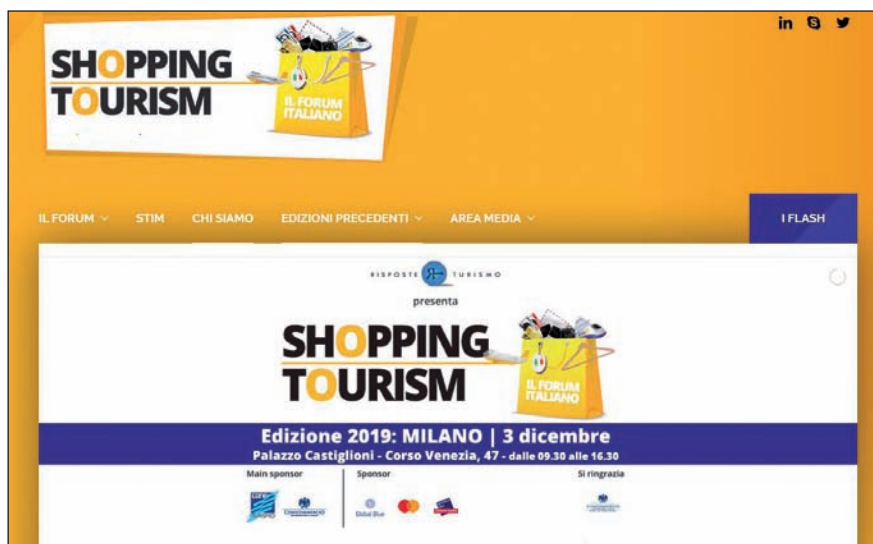 SHOPPING
TOURISM
IL FORUM
ITALIANO
IL FORUM STIM CHI SIAMO EDIZIONI PRECEDENTI AREA MEDIA I FLASH
RISPOSTE TURISMO
presenta
SHOPPING
TOURISM
IL FORUM
ITALIANO
Edizione 2019: MILANO | 3 dicembre
Palazzo Castiglioni - Corso Venezia, 47 - dalle 09.30 alle 16.30
Main sponsor Sponsor Si ringrazia
Global Blue